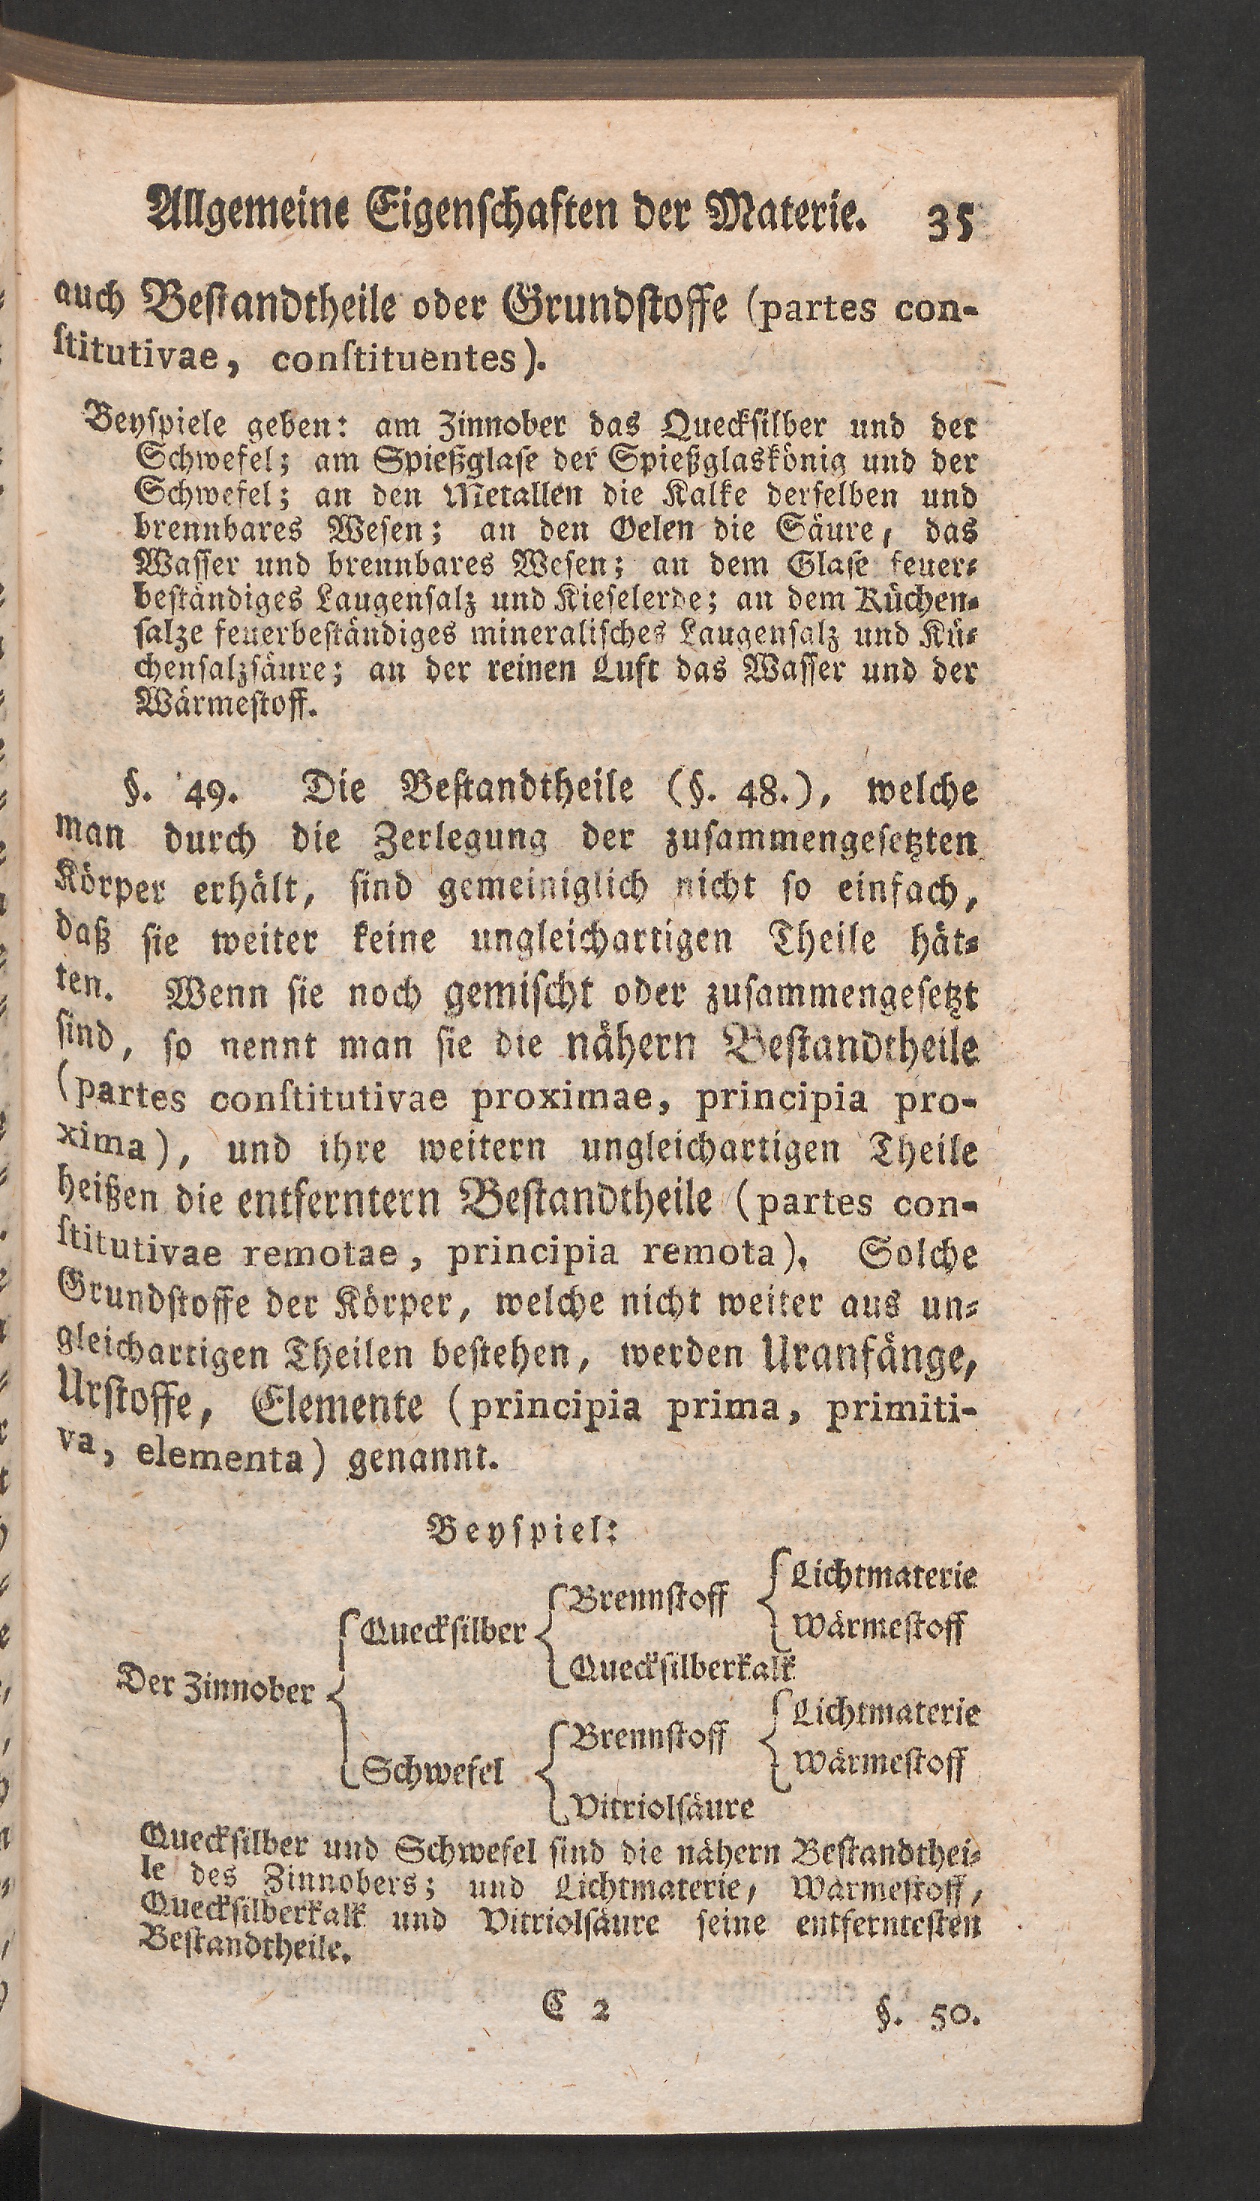 Allgemeine Eigenſchaften der Materie. 35
auch Beſtandtheile oder Grundſtoffe (partes con-
ſtitutivae, conſtituentes).
Beyſpiele geben: am Zinnober das Queckſilber und der
Schwefel; am Spießglaſe der Spießglaskönig und der
Schwefel; an den Metallen die Kalke derſelben und
brennbares Weſen; an den Oelen die Säure, das
Waſſer und brennbares Weſen; an dem Glaſe feuer-
beſtändiges Laugenſalz und Kieſelerde; an dem Küchen-
ſalze feuerbeſtändiges mineraliſches Laugenſalz und Kü-
chenſalzſäure; an der reinen Luft das Waſſer und der
Wärmeſtoff.
§. 49. Die Beſtandtheile (§. 48.), welche
man durch die Zerlegung der zuſammengeſetzten
Körper erhält, ſind gemeiniglich nicht ſo einfach,
daß ſie weiter keine ungleichartigen Theile hät-
ten. Wenn ſie noch gemiſcht oder zuſammengeſetzt
ſind, ſo nennt man ſie die nähern Beſtandtheile
(partes conſtitutivae proximae, principia pro-
xima), und ihre weitern ungleichartigen Theile
heißen die entferntern Beſtandtheile (partes con-
ſtitutivae remotae, principia remota). Solche
Grundſtoffe der Körper, welche nicht weiter aus un-
gleichartigen Theilen beſtehen, werden Uranfänge,
Urſtoffe, Elemente (principia prima, primiti-
va, elementa) genannt.
Beyſpiel:
Lichtmaterie
Brennſtoff
Wärmeſtoff
Queckſilber
Queckſilberkalk
Der Zinnober
Lichtmaterie
Brennſtoff
Wärmeſtoff
Schwefel
Vitriolſäure
Queckſilber und Schwefel ſind die nähern Beſtandthei-
le des Zinnobers; und Lichtmaterie, Wärmeſtoff,
Queckſilberkalk und Vitriolſäure ſeine entfernteſten
Beſtandtheile.
C 2 §. 50.